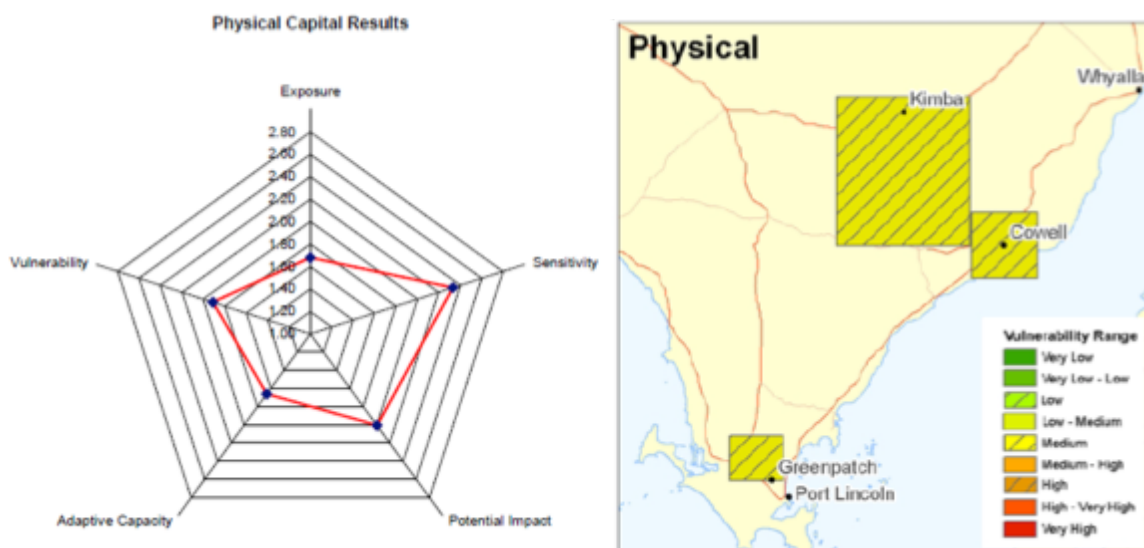 Physical Capital Results
Exposure
2.80
2.60
2.40
2.20
2.00
1.80
1.60
1.40
1.20
1.00
Vulnerability
Sensitivity
Adaptive Capacity
Potential Impact
Physical
Whyalla
Kimba
Cowell
Greenpatch
Port Lincoln
Vulnerability Range
Very Low
Very Low - Low
Low
Low - Medium
Medium
Medium - High
High
High - Very High
Very High